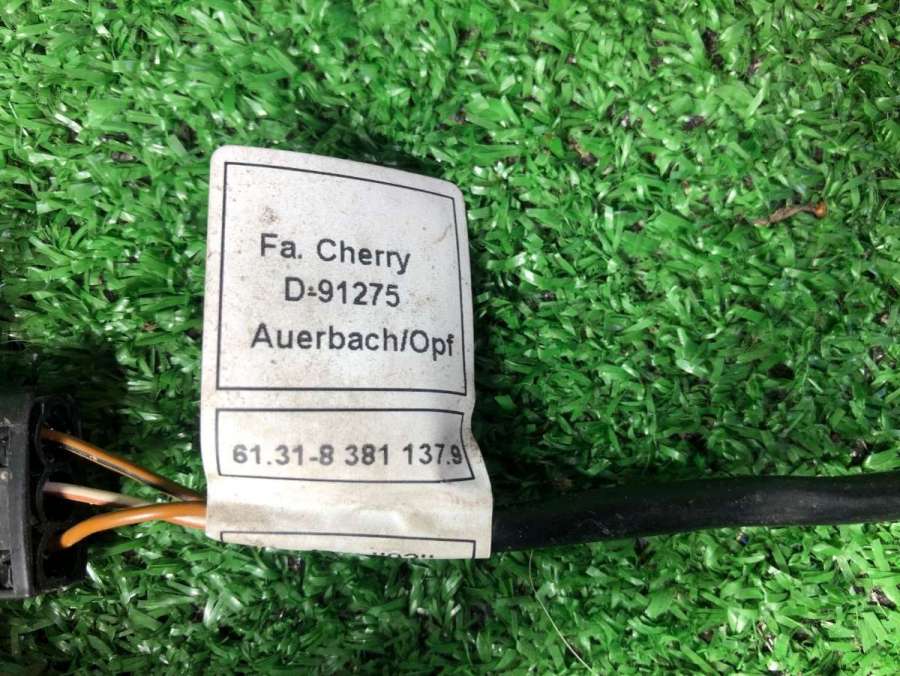 Fa. Cherry
D-91275
Auerbach/Opf
61.31-8 381 137.9